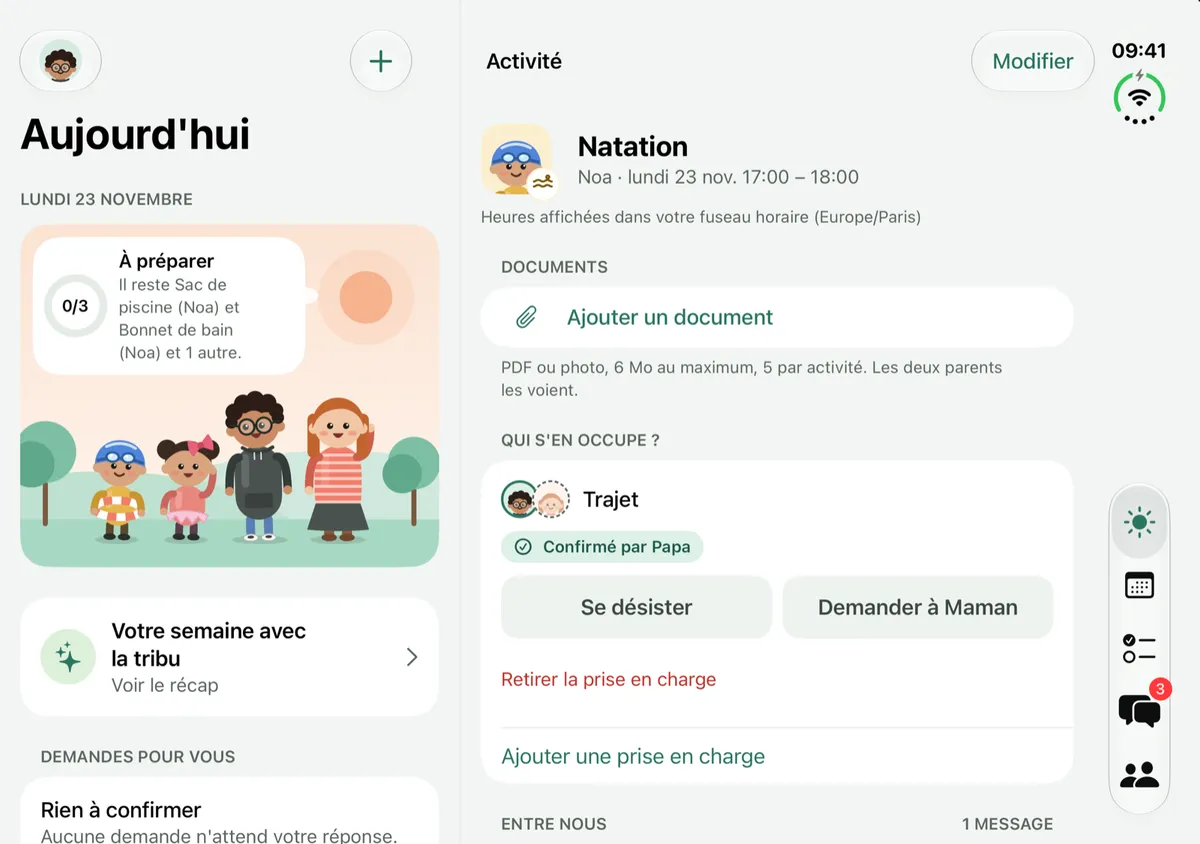 Aujourd'hui
LUNDI 23 NOVEMBRE
0/3
À préparer
Il reste Sac de
piscine (Noa) et
Bonnet de bain
(Noa) et 1 autre.
Votre semaine avec
la tribu
Voir le récap
DEMANDES POUR VOUS
Rien à confirmer
Aucune demande n'attend votre réponse.
Activité
Modifier
09:41
Natation
Noa · lundi 23 nov. 17:00 – 18:00
Heures affichées dans votre fuseau horaire (Europe/Paris)
DOCUMENTS
Ajouter un document
PDF ou photo, 6 Mo au maximum, 5 par activité. Les deux parents
les voient.
QUI S'EN OCCUPE ?
Trajet
Confirmé par Papa
Se désister
Demander à Maman
Retirer la prise en charge
Ajouter une prise en charge
ENTRE NOUS
1 MESSAGE
3